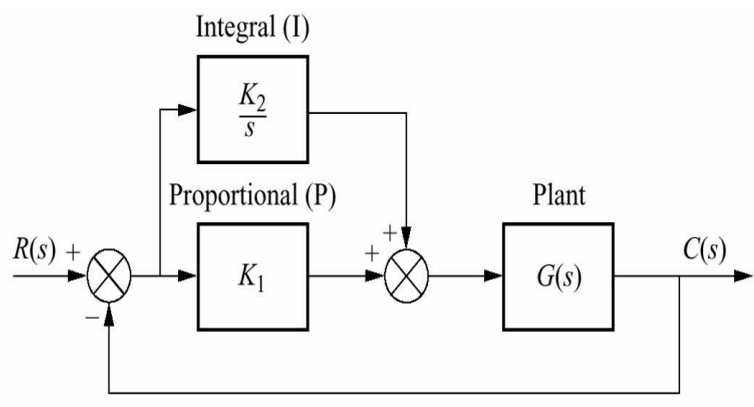 Integral (I)
K2
s
Proportional (P)
Plant
R(s) +
+
+
K1
G(s)
C(s)
−